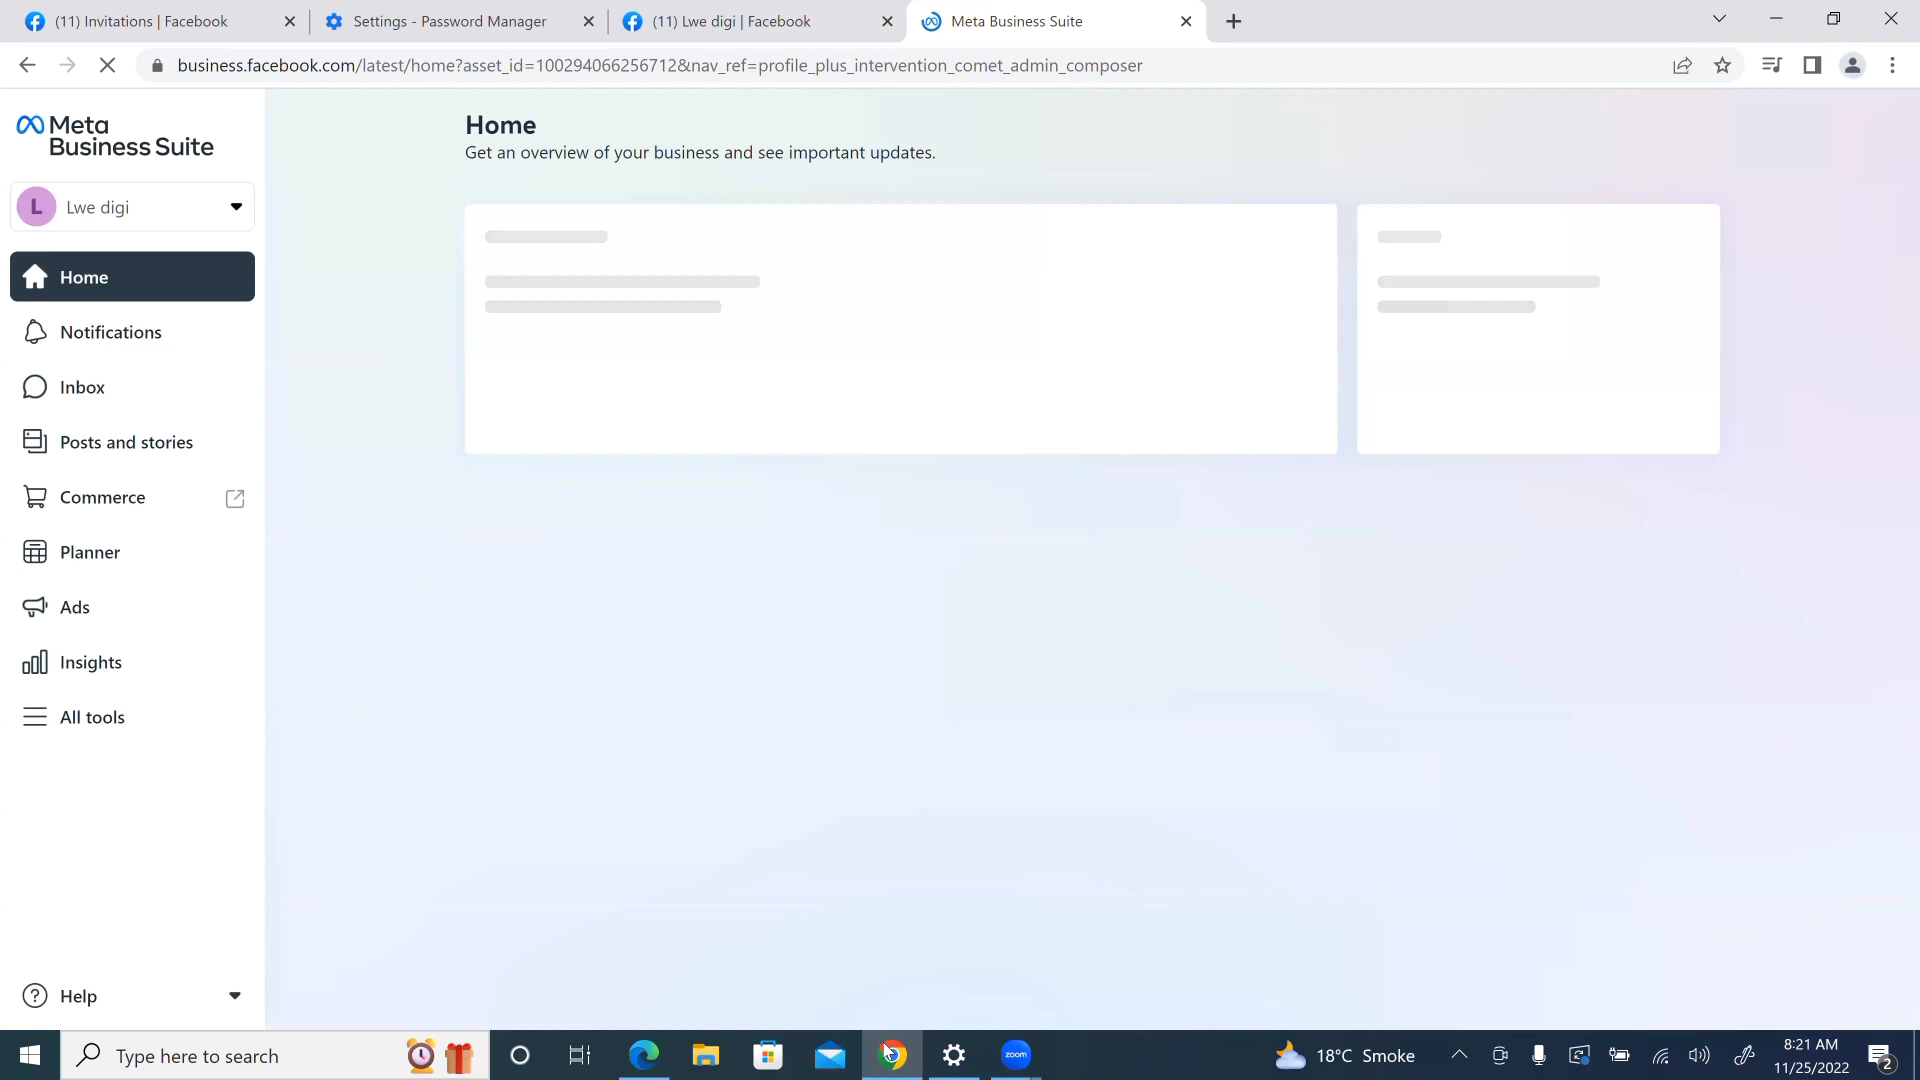 (11) Invitations | Facebook
Settings - Password Manager
(11) Lwe digi | Facebook
Meta Business Suite
business.facebook.com/latest/home?asset_id=100294066256712&nav_ref=profile_plus_intervention_comet_admin_composer
Meta
Business Suite
L Lwe digi
Home
Notifications
Inbox
Posts and stories
Commerce
Planner
Ads
Insights
All tools
Help
Home
Get an overview of your business and see important updates.
Type here to search
zoom
18°C Smoke
8:21 AM
11/25/2022
2